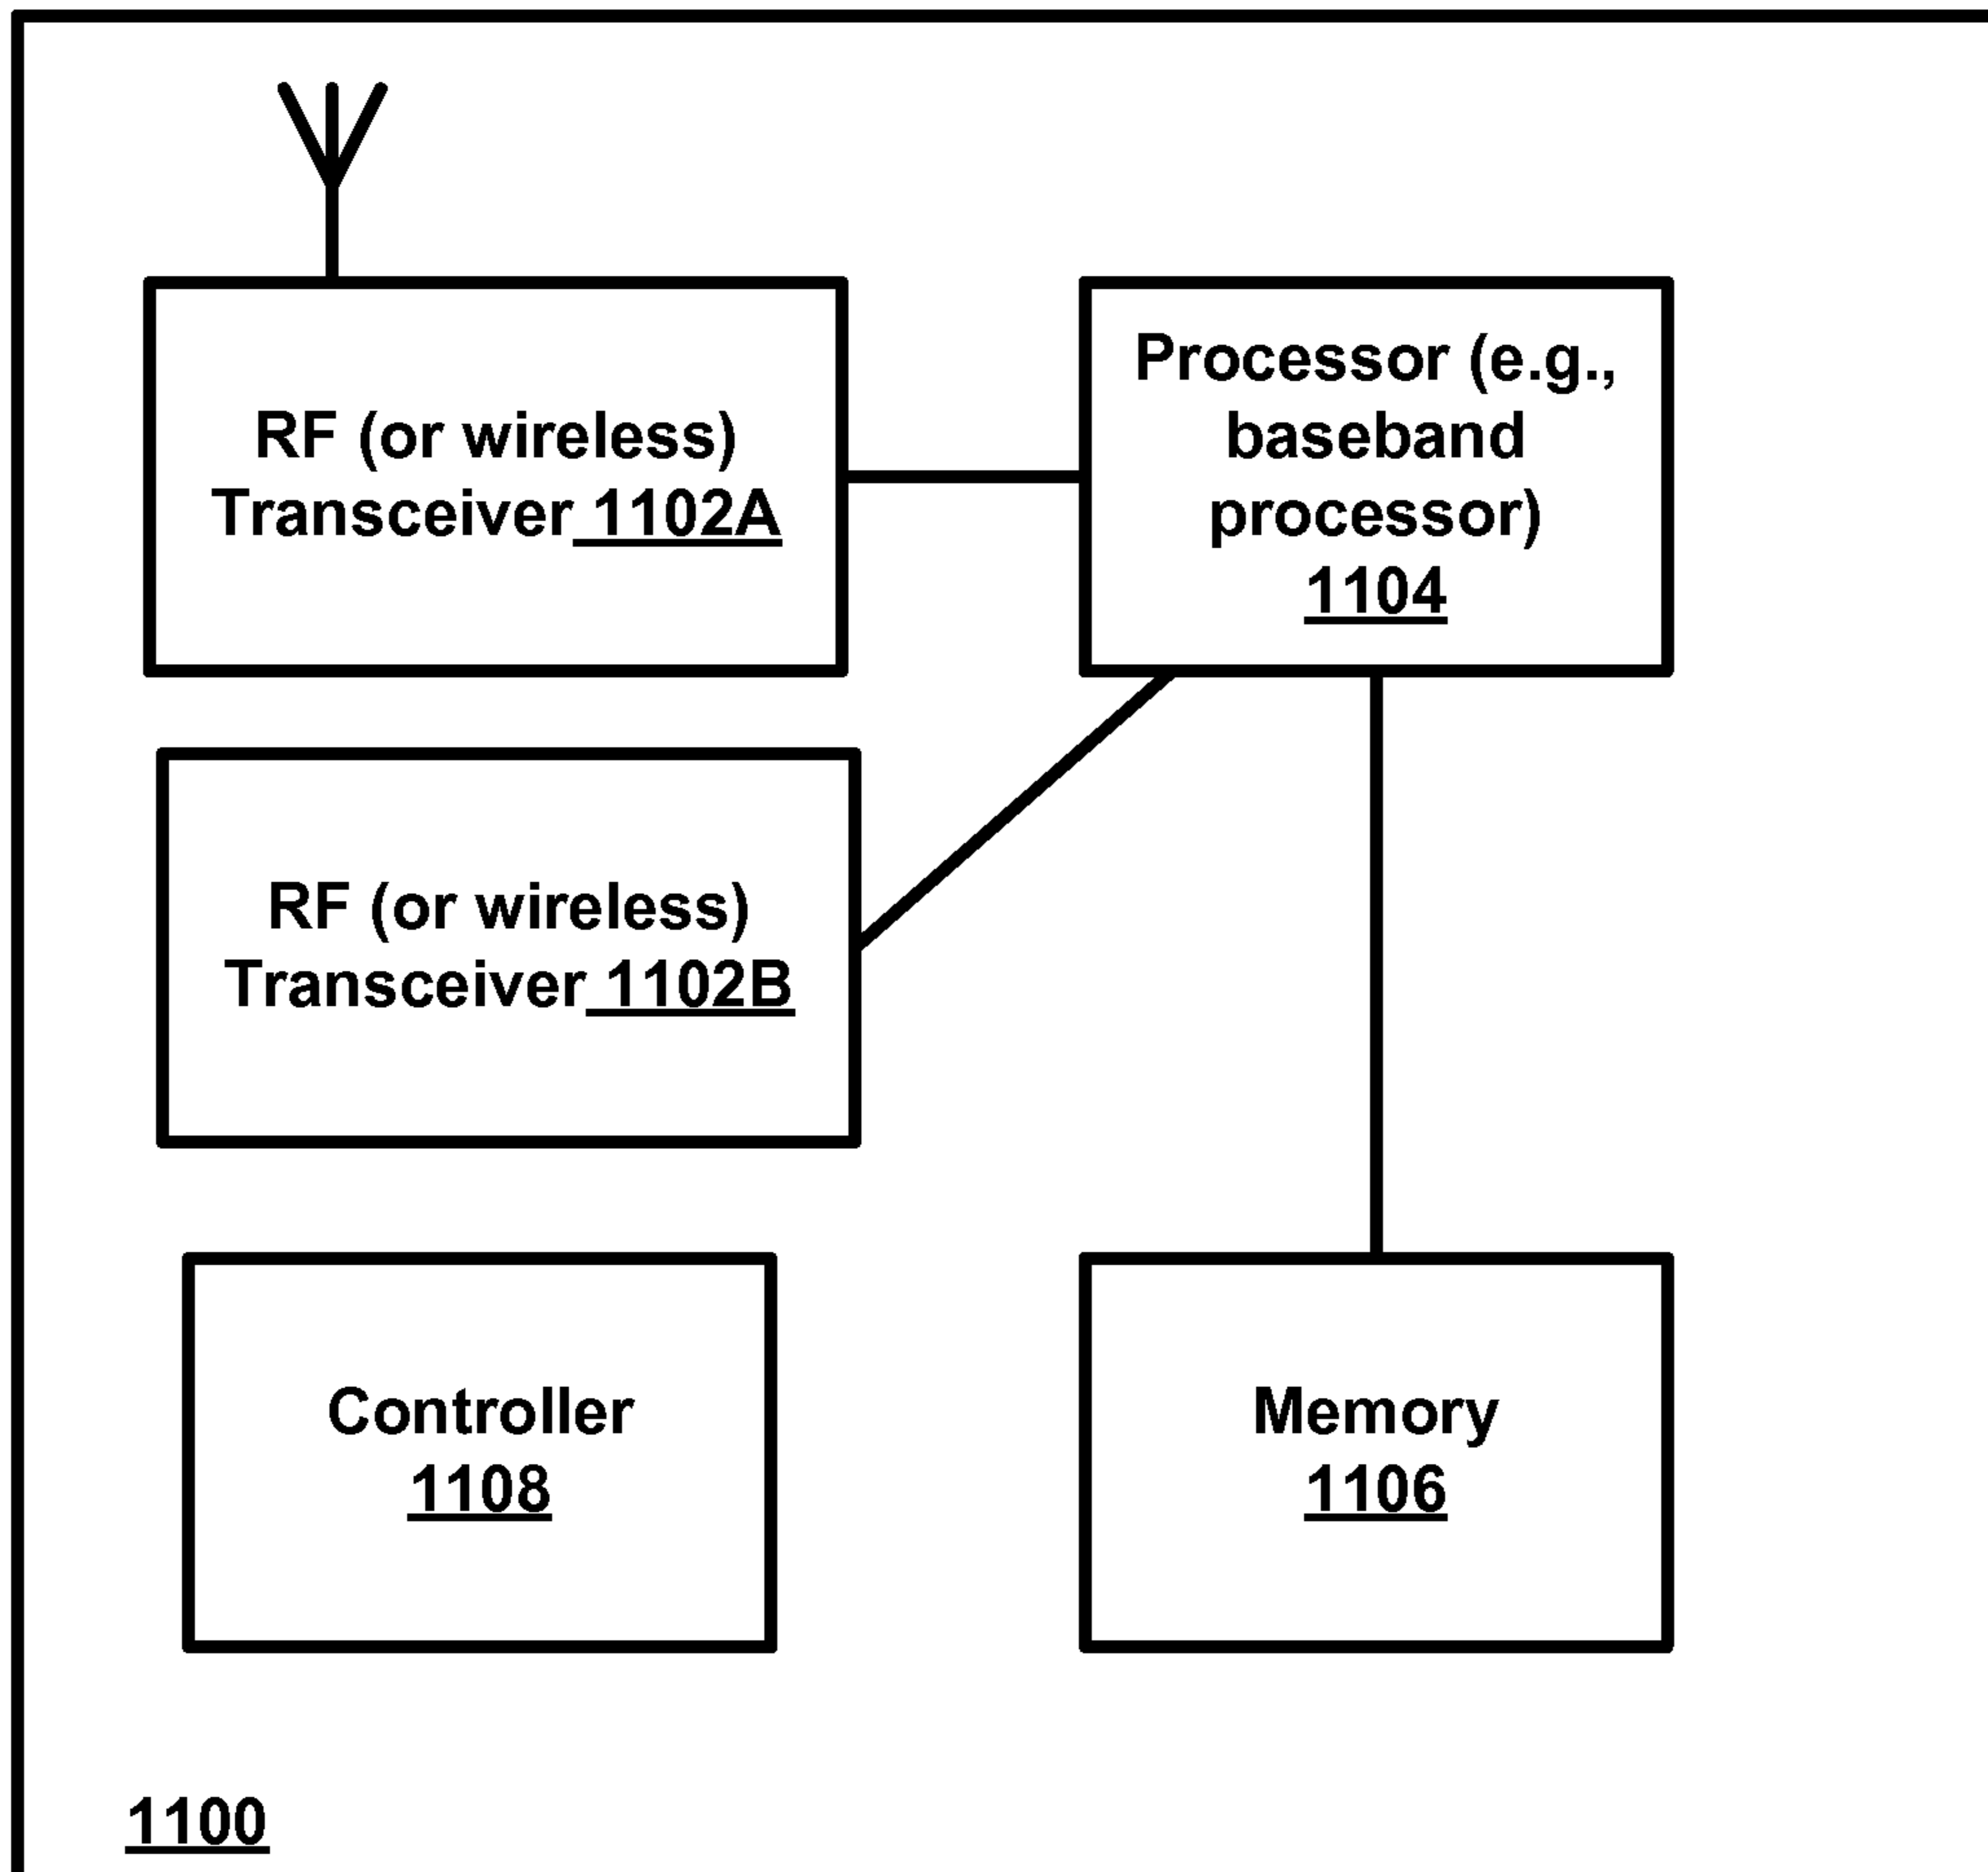 RF (or wireless)
Transceiver 1102A
Processor (e.g.,
baseband
processor)
1104
RF (or wireless)
Transceiver 1102B
Controller
1108
Memory
1106
1100